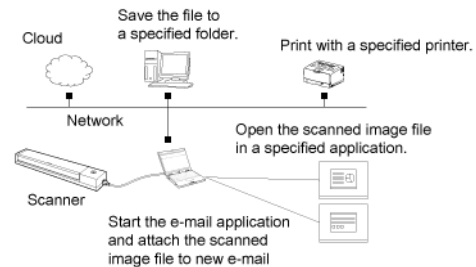 Save the file to
a specified folder.
Cloud
Print with a specified printer.
Network
Open the scanned image file
in a specified application.
Scanner
Start the e-mail application
and attach the scanned
image file to new e-mail